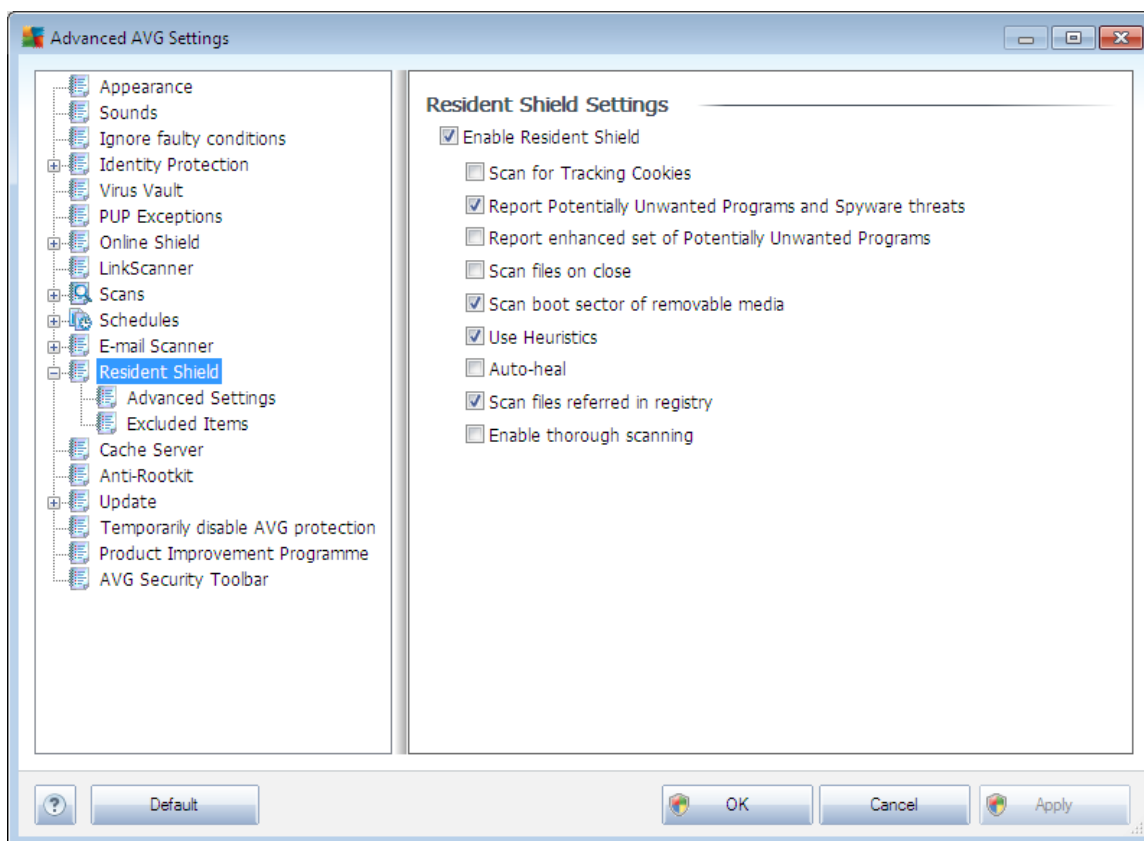 Advanced AVG Settings
Appearance
Sounds
Ignore faulty conditions
Identity Protection
Virus Vault
PUP Exceptions
Online Shield
LinkScanner
Scans
Schedules
E-mail Scanner
Resident Shield
Advanced Settings
Excluded Items
Cache Server
Anti-Rootkit
Update
Temporarily disable AVG protection
Product Improvement Programme
AVG Security Toolbar
Resident Shield Settings
Enable Resident Shield
Scan for Tracking Cookies
Report Potentially Unwanted Programs and Spyware threats
Report enhanced set of Potentially Unwanted Programs
Scan files on close
Scan boot sector of removable media
Use Heuristics
Auto-heal
Scan files referred in registry
Enable thorough scanning
? Default OK Cancel Apply